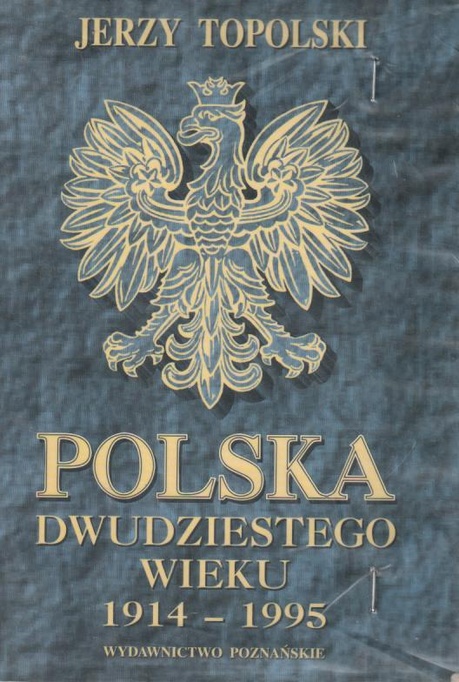 JERZY TOPOLSKI
POLSKA
DWUDZIESTEGO
WIEKU
1914 – 1995
WYDAWNICTWO POZNAŃSKIE